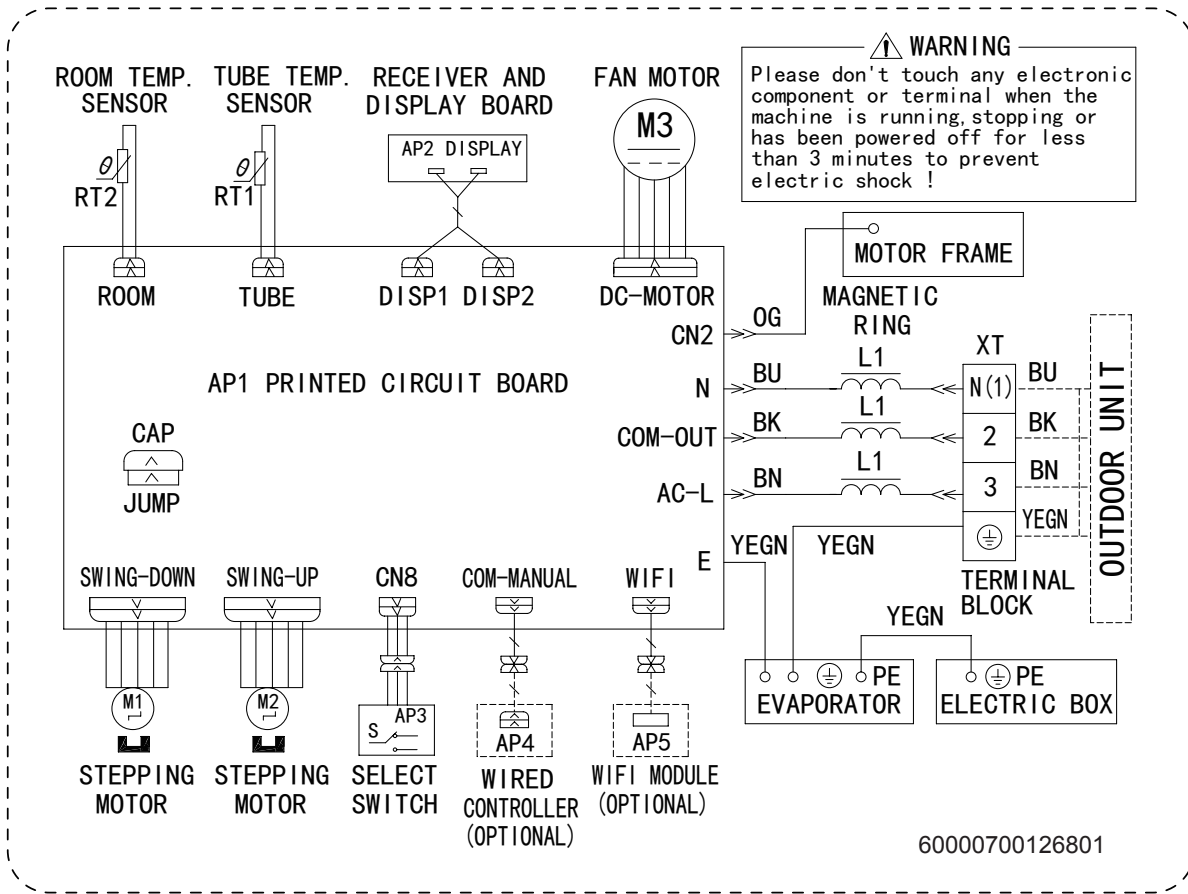 WARNING
Please don't touch any electronic
component or terminal when the
machine is running,stopping or
has been powered off for less
than 3 minutes to prevent
electric shock !
ROOM TEMP.
SENSOR
TUBE TEMP.
SENSOR
RECEIVER AND
DISPLAY BOARD
FAN MOTOR
AP2 DISPLAY
M3
θ
RT2
θ
RT1
ROOM
TUBE
DISP1
DISP2
DC-MOTOR
MOTOR FRAME
CN2
OG
MAGNETIC
RING
AP1 PRINTED CIRCUIT BOARD
N
BU
L1
XT
N(1)
BU
COM-OUT
BK
L1
2
BK
AC-L
BN
L1
3
BN
YEGN
OUTDOOR UNIT
CAP
JUMP
E
YEGN
YEGN
TERMINAL
BLOCK
YEGN
SWING-DOWN
SWING-UP
CN8
COM-MANUAL
WIFI
PE
EVAPORATOR
PE
ELECTRIC BOX
M1
M2
S
AP3
AP4
AP5
STEPPING
MOTOR
STEPPING
MOTOR
SELECT
SWITCH
WIRED
CONTROLLER
(OPTIONAL)
WIFI MODULE
(OPTIONAL)
60000700126801